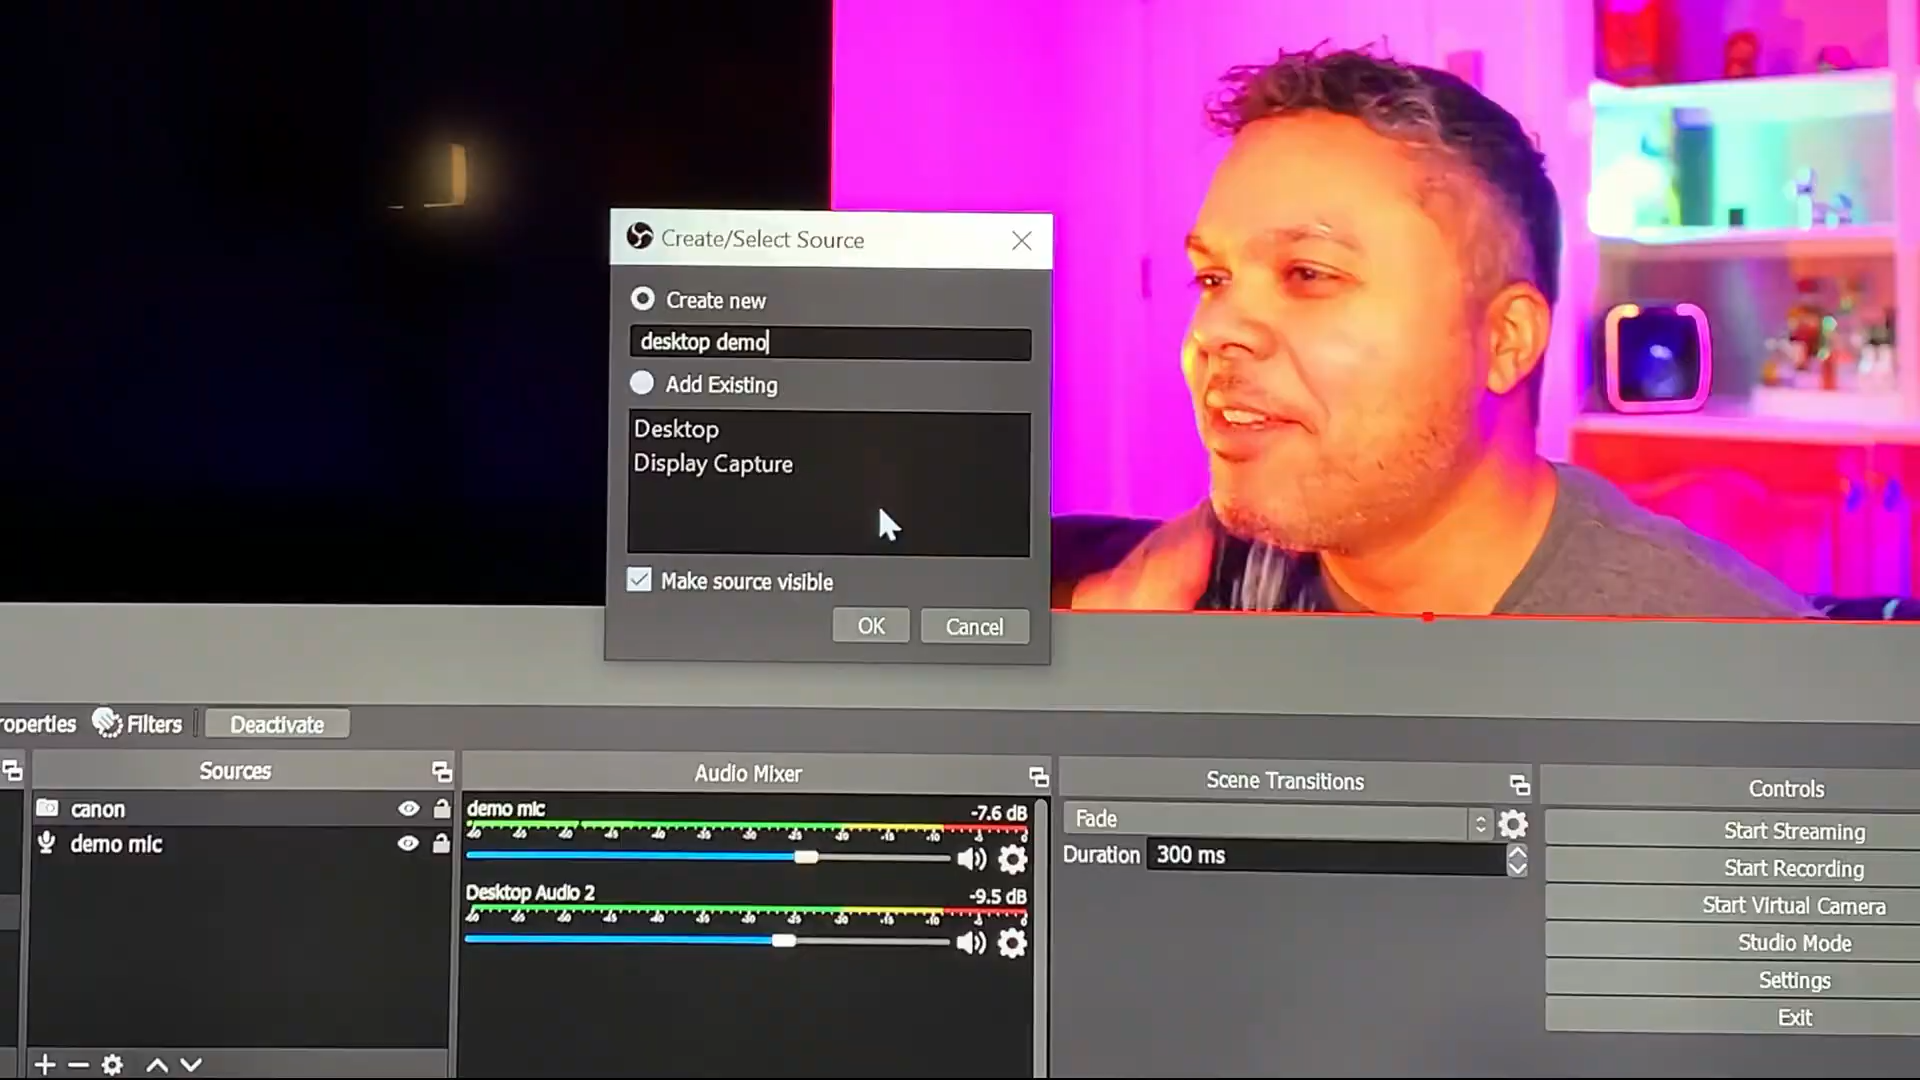 Create/Select Source
Create new
desktop demo
Add Existing
Desktop
Display Capture
Make source visible
OK Cancel
roperties Filters Deactivate
Sources
canon
demo mic
Audio Mixer
demo mic -7.6 dB
Desktop Audio 2 -9.5 dB
Scene Transitions
Fade
Duration 300 ms
Controls
Start Streaming
Start Recording
Start Virtual Camera
Studio Mode
Settings
Exit